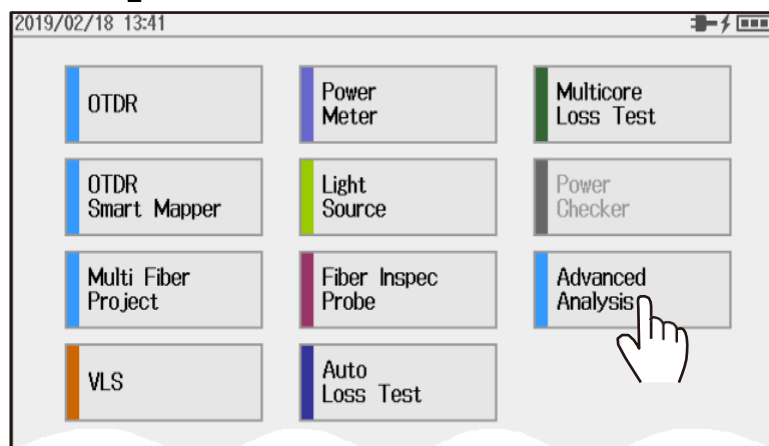 2019/02/18 13:41
OTDR
Power
Meter
Multicore
Loss Test
OTDR
Smart Mapper
Light
Source
Power
Checker
Multi Fiber
Project
Fiber Inspec
Probe
Advanced
Analysis
VLS
Auto
Loss Test